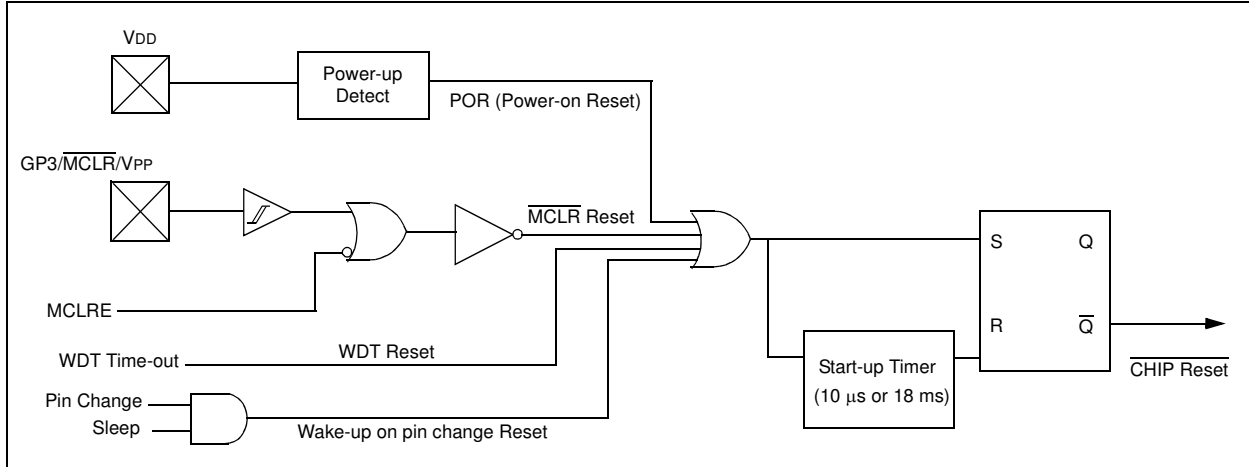 VDD
Power-up
Detect
POR (Power-on Reset)
GP3/MCLR/VPP
MCLR Reset
S
Q
R
Q
MCLRE
WDT Time-out
WDT Reset
Start-up Timer
(10 μs or 18 ms)
CHIP Reset
Pin Change
Sleep
Wake-up on pin change Reset